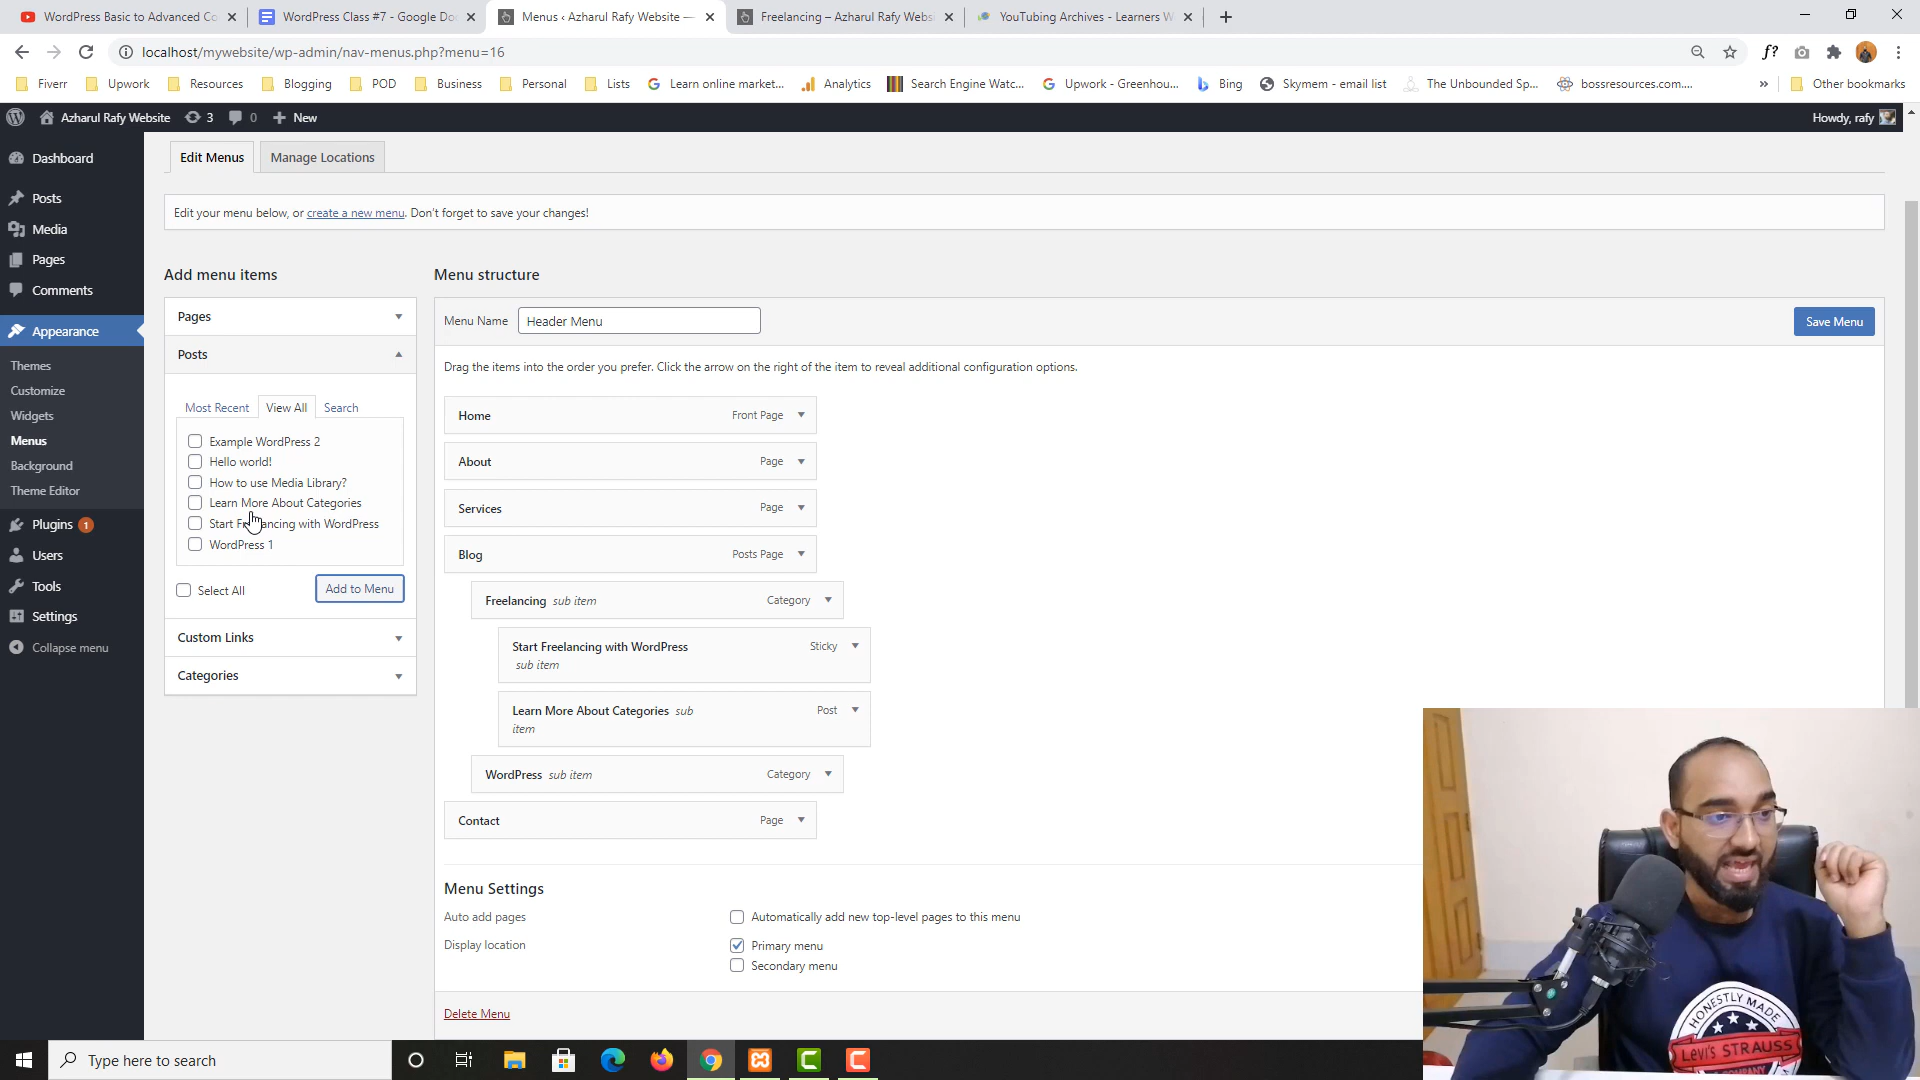 WordPress Basic to Advanced Co
WordPress Class #7 - Google Doc
Menus ‹ Azharul Rafy Website —
Freelancing – Azharul Rafy Websi
YouTubing Archives - Learners W
localhost/mywebsite/wp-admin/nav-menus.php?menu=16
f?
Fiverr
Upwork
Resources
Blogging
POD
Business
Personal
Lists
Learn online market...
Analytics
Search Engine Watc...
Upwork - Greenhou...
Bing
Skymem - email list
The Unbounded Sp...
bossresources.com....
»
Other bookmarks
Azharul Rafy Website
3
0
New
Howdy, rafy
Dashboard
Posts
Media
Pages
Comments
Appearance
Themes
Customize
Widgets
Menus
Background
Theme Editor
Plugins 1
Users
Tools
Settings
Collapse menu
Edit Menus
Manage Locations
Edit your menu below, or create a new menu. Don't forget to save your changes!
Add menu items
Pages
Posts
Most Recent
View All
Search
Example WordPress 2
Hello world!
How to use Media Library?
Learn More About Categories
Start Freelancing with WordPress
WordPress 1
Select All
Add to Menu
Custom Links
Categories
Menu structure
Menu Name
Header Menu
Save Menu
Drag the items into the order you prefer. Click the arrow on the right of the item to reveal additional configuration options.
Home Front Page
About Page
Services Page
Blog Posts Page
Freelancing sub item Category
Start Freelancing with WordPress Sticky
sub item
Learn More About Categories sub Post
item
WordPress sub item Category
Contact Page
Menu Settings
Auto add pages
Automatically add new top-level pages to this menu
Display location
Primary menu
Secondary menu
Delete Menu
HONESTLY MADE
LEVI'S STRAUSS
Type here to search